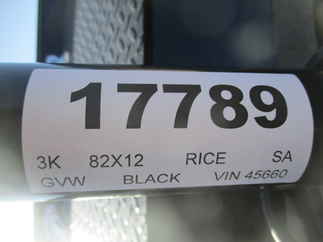 17789
3K 82X12 RICE SA
GVW BLACK VIN 45660